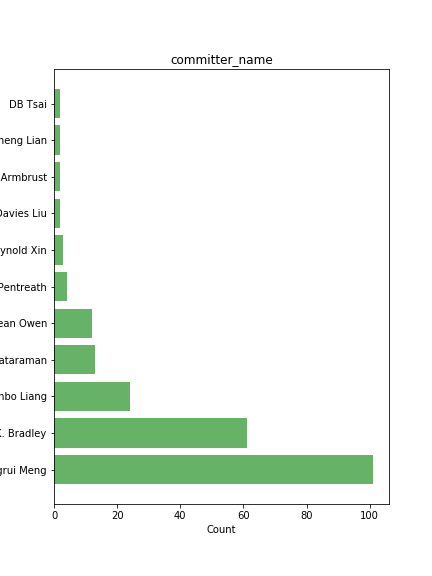 committer_name
DB Tsai
heng Lian
Armbrust
Davies Liu
ynold Xin
Pentreath
ean Owen
ataraman
nbo Liang
K. Bradley
grui Meng
0 20 40 60 80 100
Count